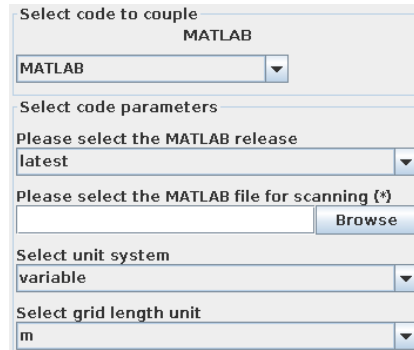 Select code to couple
MATLAB
MATLAB
Select code parameters
Please select the MATLAB release
latest
Please select the MATLAB file for scanning (*)
Browse
Select unit system
variable
Select grid length unit
m